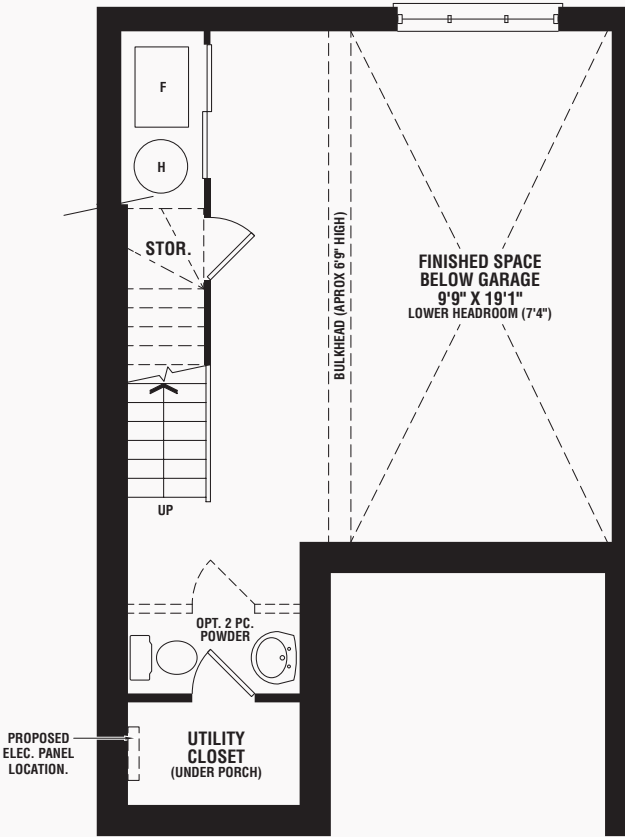 F
H
STOR.
BULKHEAD (APROX 6'9" HIGH)
FINISHED SPACE
BELOW GARAGE
9'9" X 19'1"
LOWER HEADROOM (7'4")
UP
OPT. 2 PC.
POWDER
PROPOSED
ELEC. PANEL
LOCATION.
UTILITY
CLOSET
(UNDER PORCH)